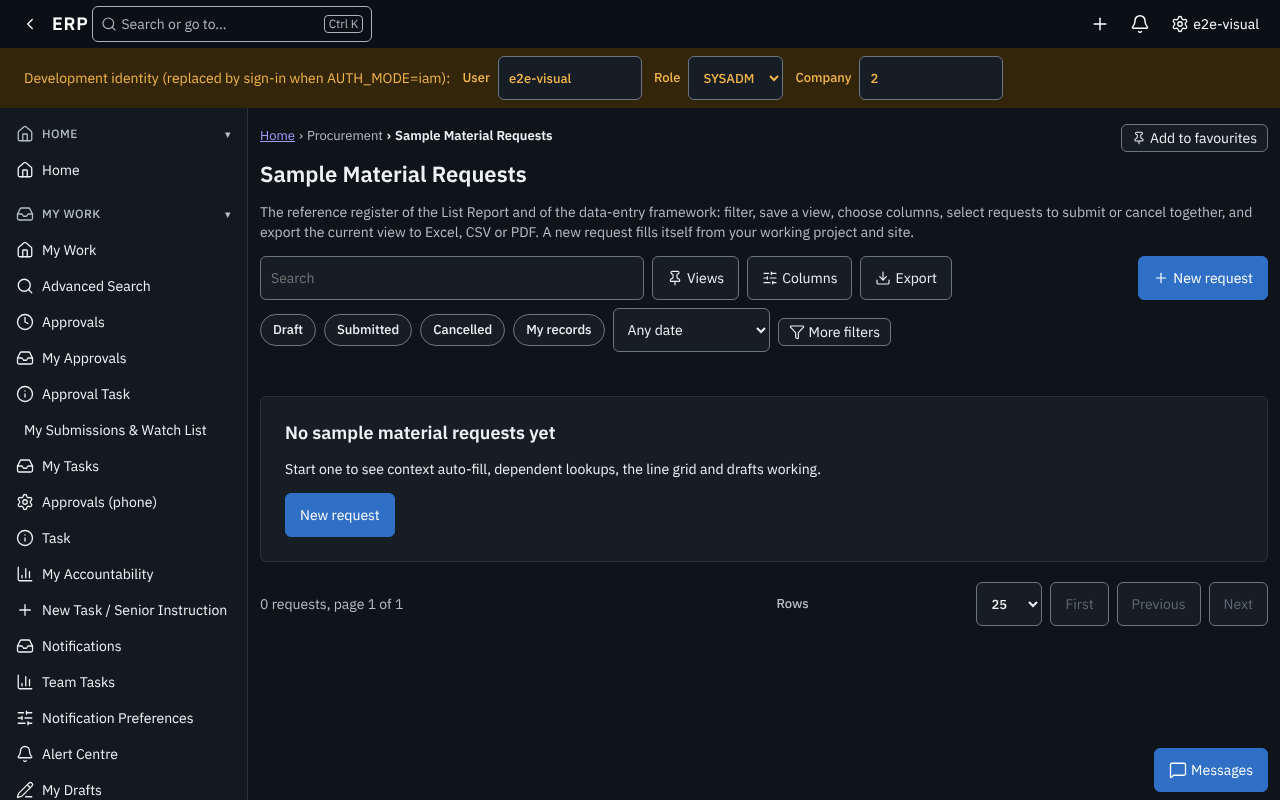 ERP
Search or go to...
Ctrl K
e2e-visual
Development identity (replaced by sign-in when AUTH_MODE=iam): User e2e-visual Role SYSADM Company 2
HOME
Home
MY WORK
My Work
Advanced Search
Approvals
My Approvals
Approval Task
My Submissions & Watch List
My Tasks
Approvals (phone)
Task
My Accountability
New Task / Senior Instruction
Notifications
Team Tasks
Notification Preferences
Alert Centre
My Drafts
Home › Procurement › Sample Material Requests
Add to favourites
Sample Material Requests
The reference register of the List Report and of the data-entry framework: filter, save a view, choose columns, select requests to submit or cancel together, and
export the current view to Excel, CSV or PDF. A new request fills itself from your working project and site.
Search
Views
Columns
Export
New request
Draft
Submitted
Cancelled
My records
Any date
More filters
No sample material requests yet
Start one to see context auto-fill, dependent lookups, the line grid and drafts working.
New request
0 requests, page 1 of 1
Rows
25
First
Previous
Next
Messages